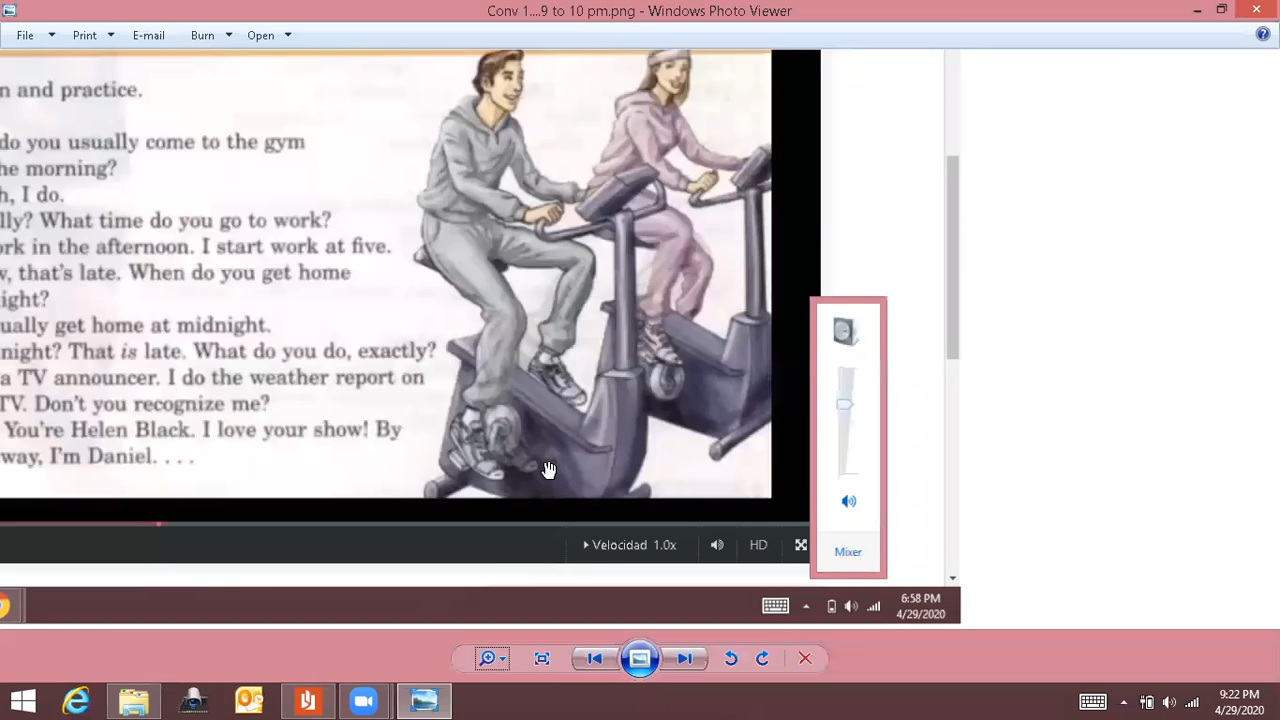 Conv 1....9 to 10 pm.png - Windows Photo Viewer
File Print E-mail Burn Open
n and practice.
do you usually come to the gym
he morning?
h, I do.
lly? What time do you go to work?
ork in the afternoon. I start work at five.
w, that's late. When do you get home
ight?
ually get home at midnight.
night? That is late. What do you do, exactly?
a TV announcer. I do the weather report on
TV. Don't you recognize me?
You're Helen Black. I love your show! By
way, I'm Daniel. . . .
Velocidad 1.0x HD
Mixer
6:58 PM
4/29/2020
9:22 PM
4/29/2020